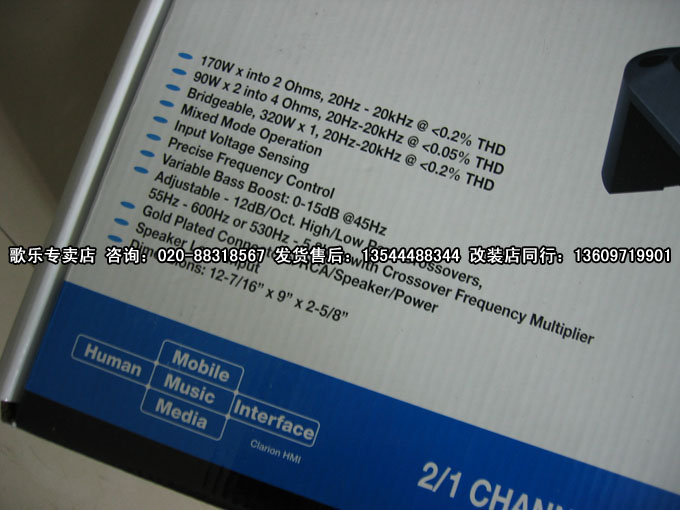 170W x into 2 Ohms, 20Hz - 20kHz @ <0.2% THD
90W x 2 into 4 Ohms, 20Hz-20kHz @ <0.05% THD
Bridgeable, 320W x 1, 20Hz-20kHz @ <0.2% THD
Mixed Mode Operation
Input Voltage Sensing
Precise Frequency Control
Variable Bass Boost: 0-15dB @45Hz
Adjustable - 12dB/Oct. High/Low
55Hz - 600Hz or 530Hz - with Crossover Frequency Multiplier
Gold Plated /RCA/Speaker/Power
Speaker
12-7/16" x 9" x 2-5/8"
歌乐专卖店 咨询：020-88318567 发货售后：13544488344 改装店同行：13609719901
Human
Mobile
Music
Media
Interface
Clarion HMI
2/1